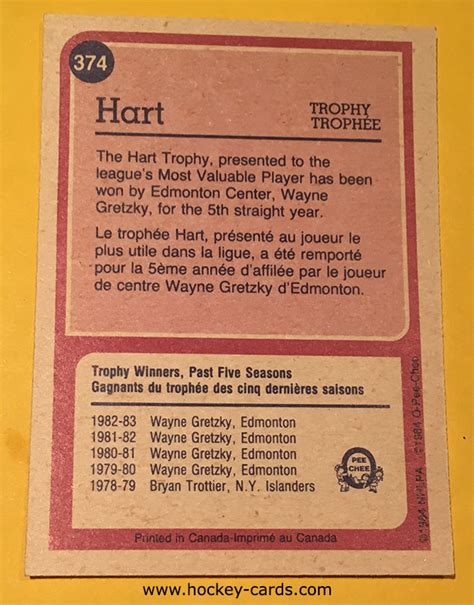 374
Hart
TROPHY
TROPHÉE
The Hart Trophy, presented to the
league's Most Valuable Player has been
won by Edmonton Center, Wayne
Gretzky, for the 5th straight year.
Le trophée Hart, présenté au joueur le
plus utile dans la ligue, a été remporté
pour la 5ème année d'affilée par le joueur
de centre Wayne Gretzky d'Edmonton.
Trophy Winners, Past Five Seasons
Gagnants du trophée des cinq dernières saisons
1982-83 Wayne Gretzky, Edmonton
1981-82 Wayne Gretzky, Edmonton
1980-81 Wayne Gretzky, Edmonton
1979-80 Wayne Gretzky, Edmonton
1978-79 Bryan Trottier, N.Y. Islanders
O
PEE
CHEE
Printed in Canada-Imprimé au Canada
© 1984 NHLPA ©1984 O-Pee-Chee
www.hockey-cards.com